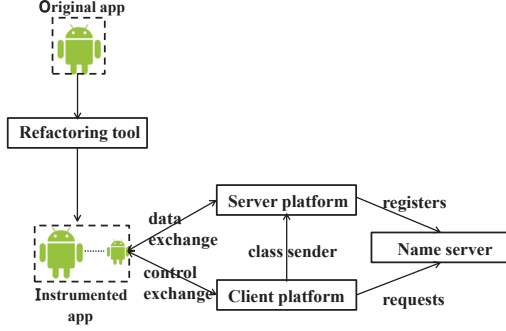 Original app
Refactoring tool
data
exchange
Server platform
registers
class sender
Name server
control
exchange
Client platform
requests
Instrumented
app